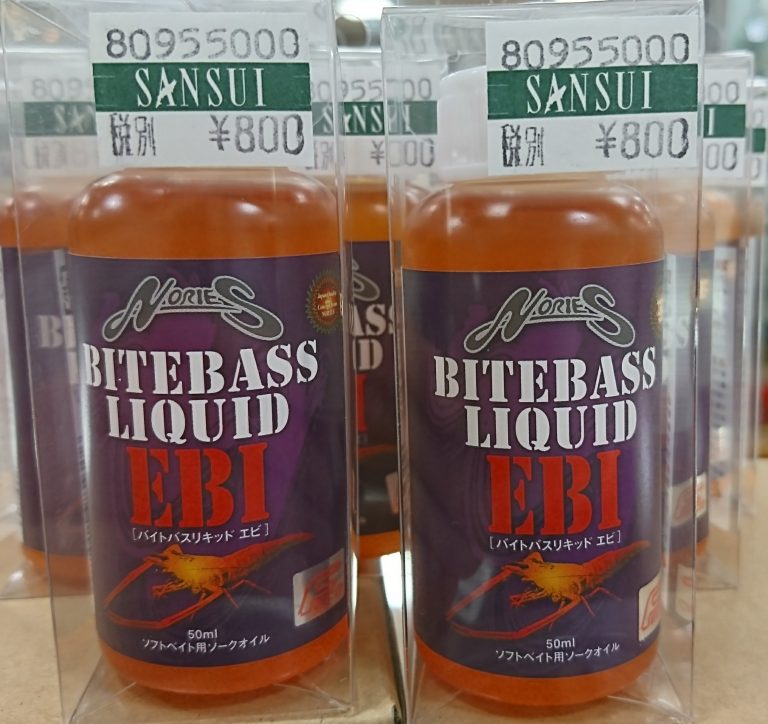 80955000
SANSUI
税別 ¥800
NORIES
BITEBASS
LIQUID
EBI
[バイトバスリキッド エビ]
50ml
ソフトベイト用ソークオイル
80955000
SANSUI
税別 ¥800
NORIES
BITEBASS
LIQUID
EBI
[バイトバスリキッド エビ]
50ml
ソフトベイト用ソークオイル